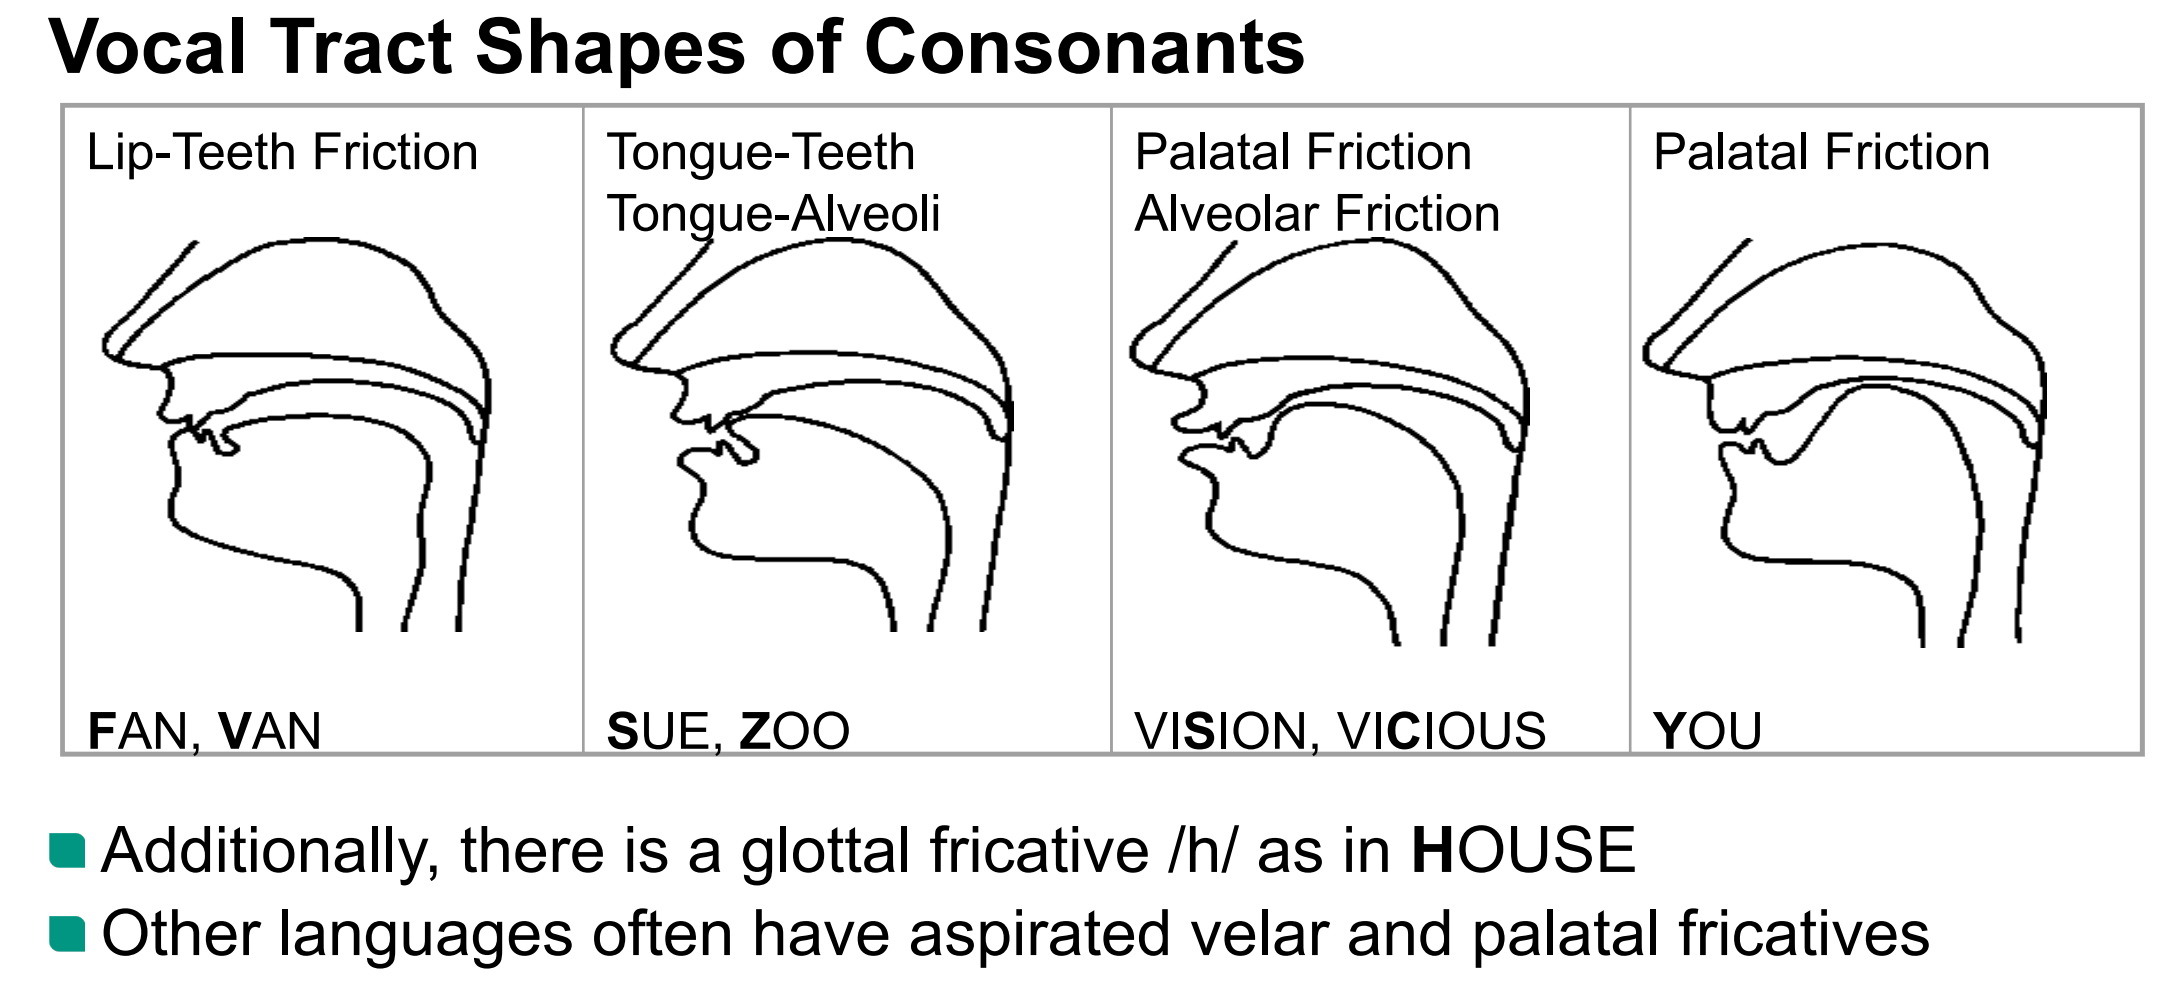 Vocal Tract Shapes of Consonants
Lip-Teeth Friction
Tongue-Teeth
Tongue-Alveoli
Palatal Friction
Alveolar Friction
Palatal Friction
FAN, VAN
SUE, ZOO
VISION, VICIOUS
YOU
Additionally, there is a glottal fricative /h/ as in HOUSE
Other languages often have aspirated velar and palatal fricatives